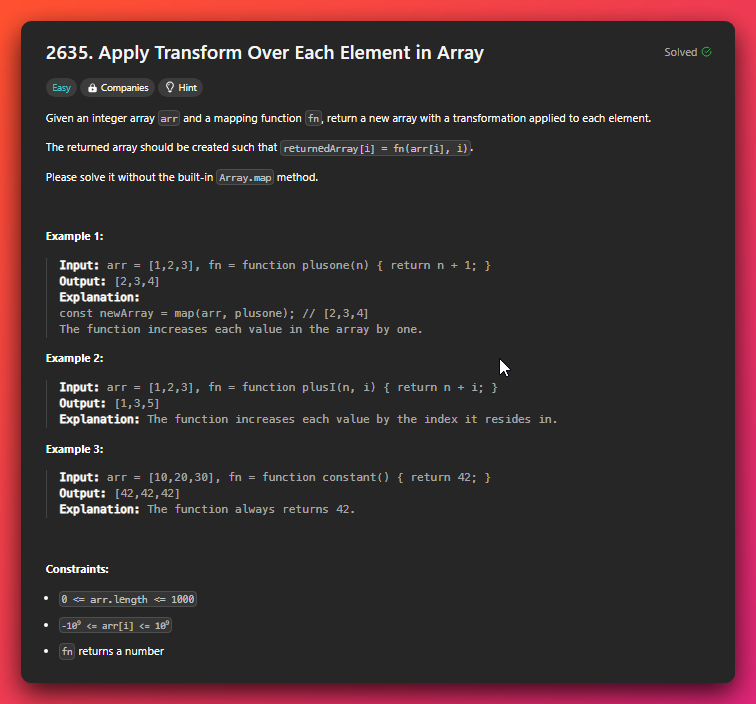 2635. Apply Transform Over Each Element in Array
Solved
Easy
Companies
Hint
Given an integer array arr and a mapping function fn, return a new array with a transformation applied to each element.
The returned array should be created such that returnedArray[i] = fn(arr[i], i).
Please solve it without the built-in Array.map method.
Example 1:
Input: arr = [1,2,3], fn = function plusone(n) { return n + 1; }
Output: [2,3,4]
Explanation:
const newArray = map(arr, plusone); // [2,3,4]
The function increases each value in the array by one.
Example 2:
Input: arr = [1,2,3], fn = function plusI(n, i) { return n + i; }
Output: [1,3,5]
Explanation: The function increases each value by the index it resides in.
Example 3:
Input: arr = [10,20,30], fn = function constant() { return 42; }
Output: [42,42,42]
Explanation: The function always returns 42.
Constraints:
• 0 <= arr.length <= 1000
• -10⁹ <= arr[i] <= 10⁹
• fn returns a number